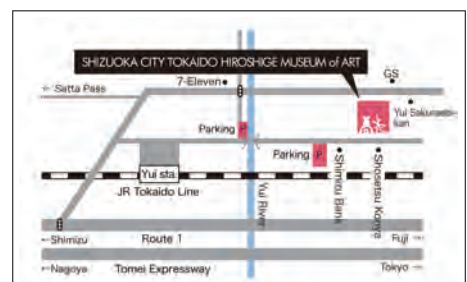 SHIZUOKA CITY TOKAIDO HIROSHIGE MUSEUM of ART
7-Eleven
GS
← Satta Pass
Yui Sakuraebi-
kan
Parking P
Parking P
Yui sta.
JR Tokaido Line
Yui River
Shimizu Bank
Shosetsu Konya
←Shimizu
Route 1
Fuji →
←Nagoya
Tomei Expressway
Tokyo→